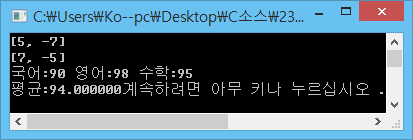 C:₩Users₩Ko--pc₩Desktop₩C소스₩23...
[5, -7]
[7, -5]
국어:90 영어:98 수학:95
평균:94.000000계속하려면 아무 키나 누르십시오 .